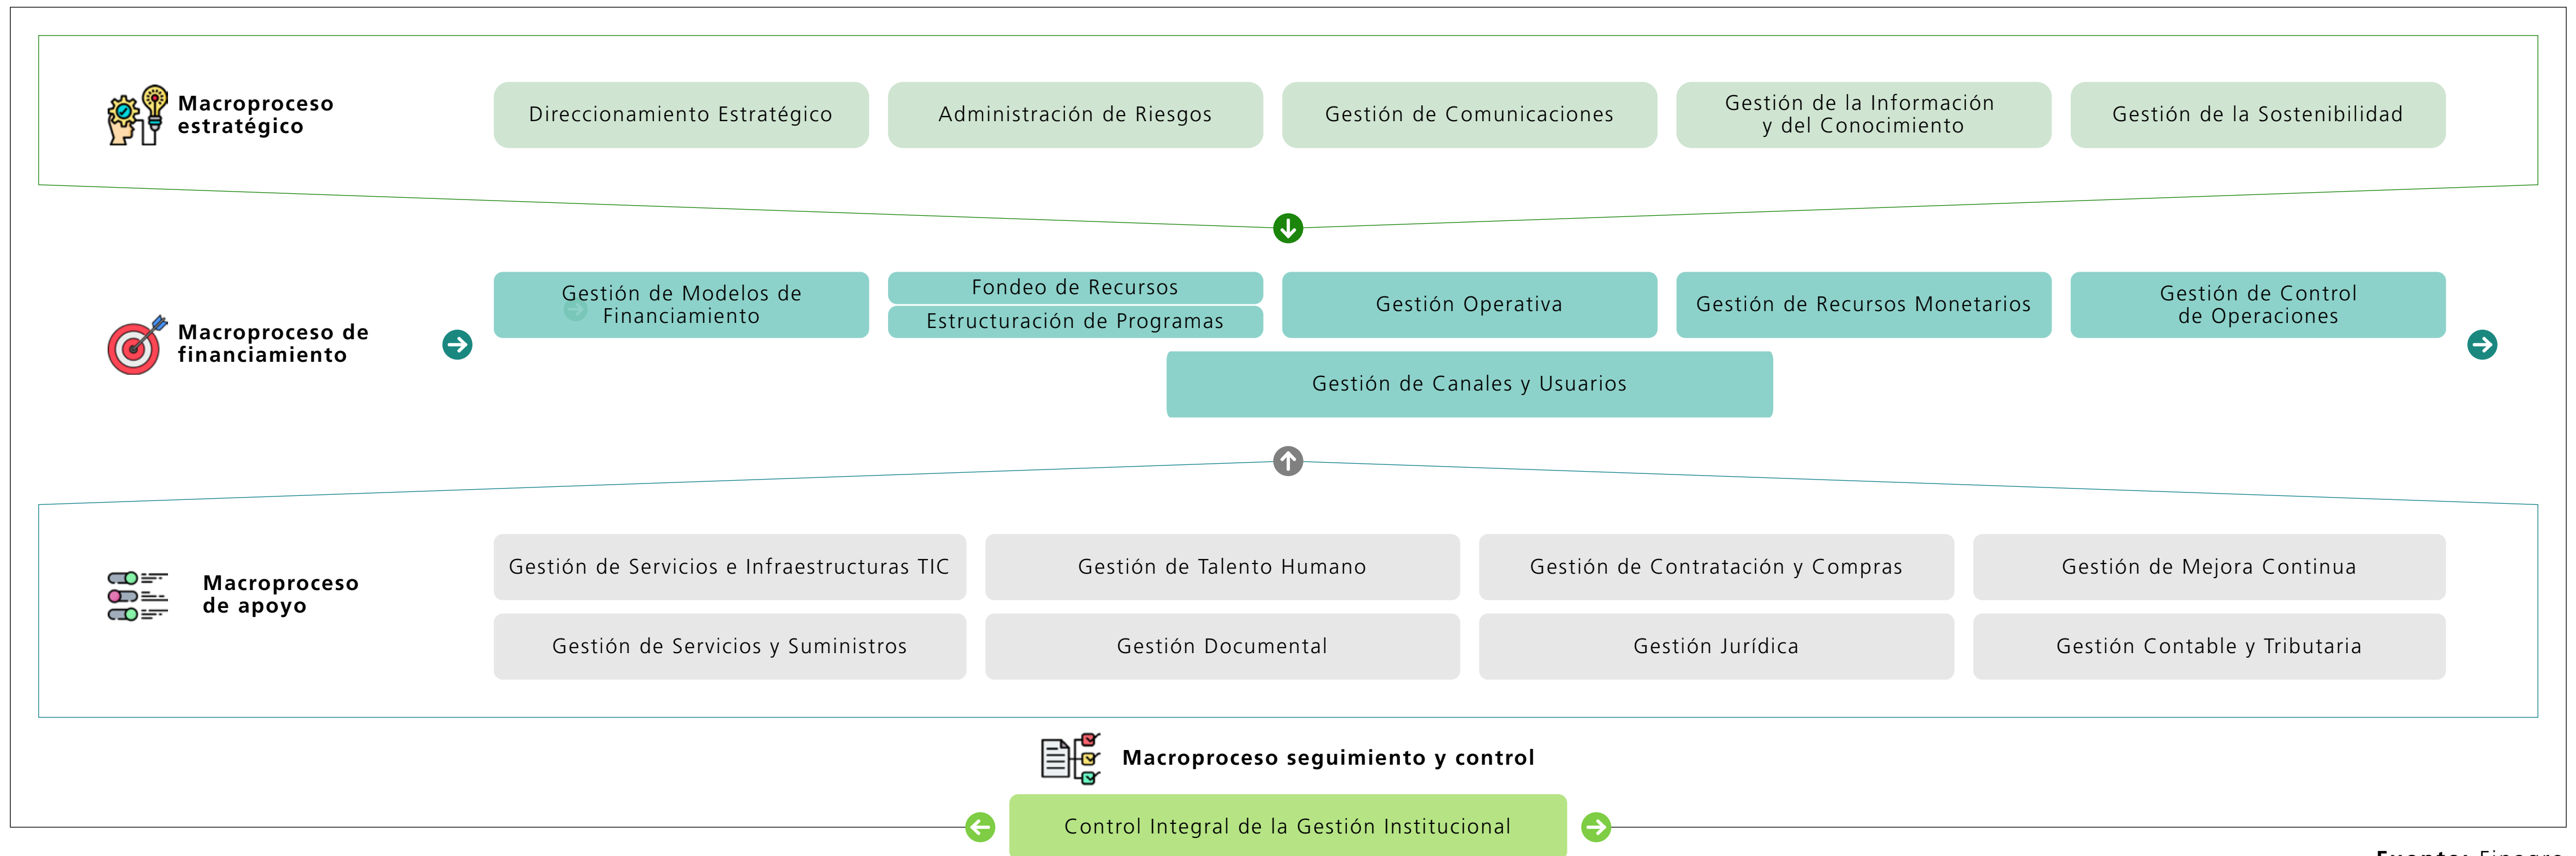 Macroproceso
estratégico
Direccionamiento Estratégico
Administración de Riesgos
Gestión de Comunicaciones
Gestión de la Información
y del Conocimiento
Gestión de la Sostenibilidad
Macroproceso de
financiamiento
Gestión de Modelos de
Financiamiento
Fondeo de Recursos
Estructuración de Programas
Gestión Operativa
Gestión de Recursos Monetarios
Gestión de Control
de Operaciones
Gestión de Canales y Usuarios
Macroproceso
de apoyo
Gestión de Servicios e Infraestructuras TIC
Gestión de Talento Humano
Gestión de Contratación y Compras
Gestión de Mejora Continua
Gestión de Servicios y Suministros
Gestión Documental
Gestión Jurídica
Gestión Contable y Tributaria
Macroproceso seguimiento y control
Control Integral de la Gestión Institucional
Fuente: Finagro